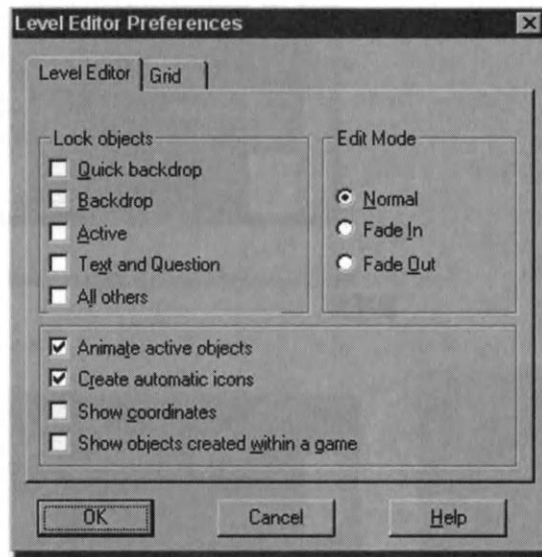 Level Editor Preferences
Level Editor
Grid
Lock objects
Quick backdrop
Backdrop
Active
Text and Question
All others
Edit Mode
Normal
Fade In
Fade Out
Animate active objects
Create automatic icons
Show coordinates
Show objects created within a game
OK
Cancel
Help